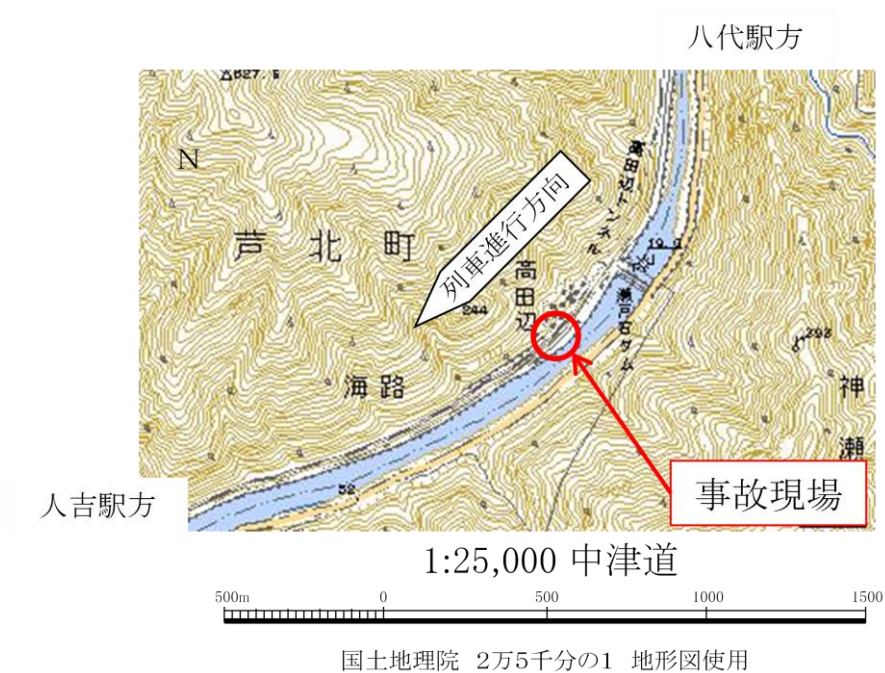 八代駅方
827.
N
高田辺トンネル
列車進行方向
芦北町
高田辺
244
瀬戸石ダム
393
海路
神瀬
52
人吉駅方
事故現場
1:25,000 中津道
500m 0 500 1000 1500
国土地理院 2万5千分の1 地形図使用